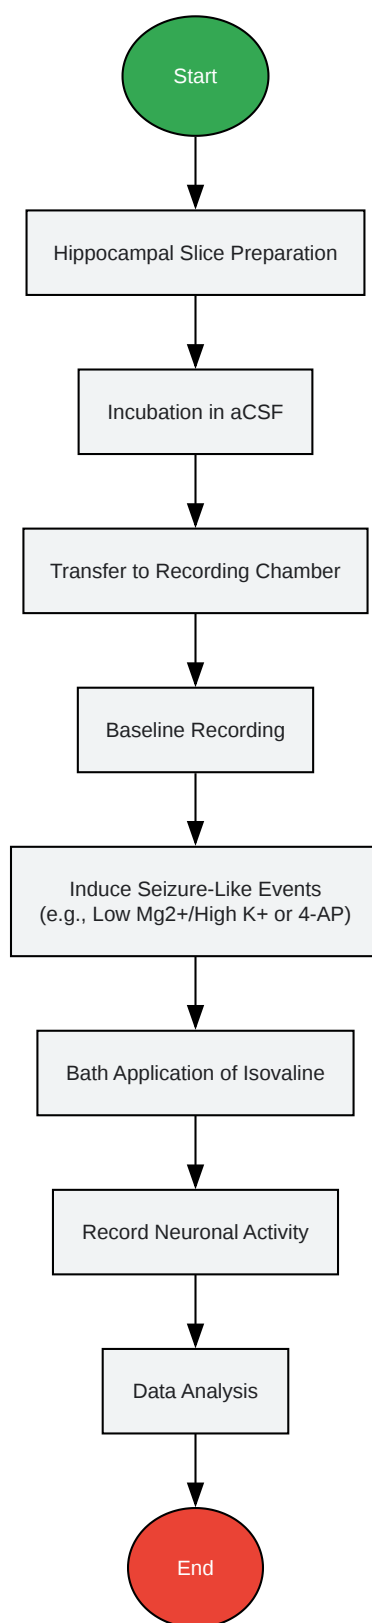 Start
Hippocampal Slice Preparation
Incubation in aCSF
Transfer to Recording Chamber
Baseline Recording
Induce Seizure-Like Events
(e.g., Low Mg2+/High K+ or 4-AP)
Bath Application of Isovaline
Record Neuronal Activity
Data Analysis
End